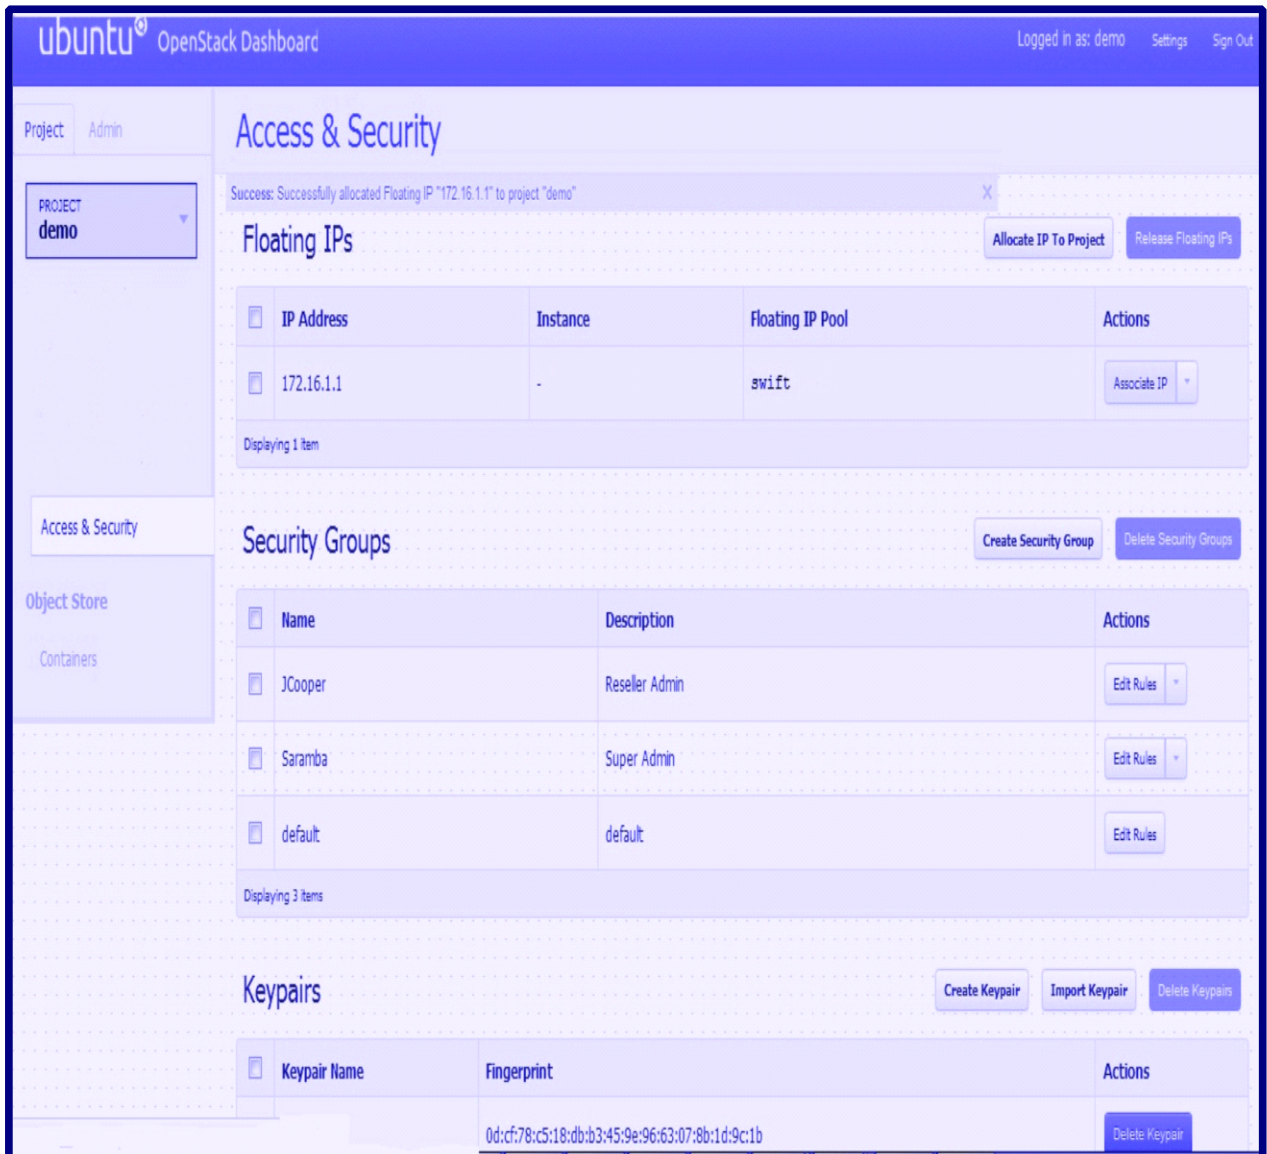 ubuntu OpenStack Dashboard
Logged in as: demo Settings Sign Out
Project Admin
Access & Security
PROJECT
demo
Success: Successfully allocated Floating IP "172.16.1.1" to project "demo" X
Floating IPs
Allocate IP To Project Release Floating IPs
IP Address Instance Floating IP Pool Actions
172.16.1.1 - swift Associate IP
Displaying 1 item
Access & Security
Object Store
Containers
Security Groups
Create Security Group Delete Security Groups
Name Description Actions
JCooper Reseller Admin Edit Rules
Saramba Super Admin Edit Rules
default default Edit Rules
Displaying 3 items
Keypairs
Create Keypair Import Keypair Delete Keypairs
Keypair Name Fingerprint Actions
0d:cf:78:c5:18:db:b3:45:9e:96:63:07:8b:1d:9c:1b Delete Keypair